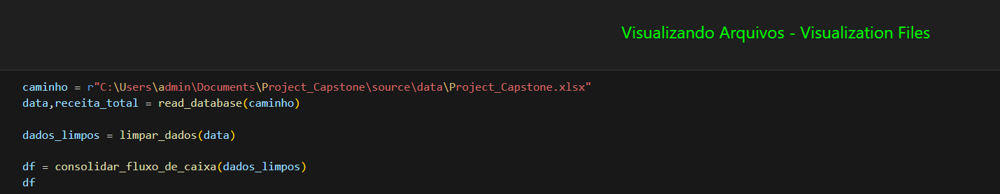 Visualizando Arquivos - Visualization Files
caminho = r"C:\Users\admin\Documents\Project_Capstone\source\data\Project_Capstone.xlsx"
data,receita_total = read_database(caminho)
dados_limpos = limpar_dados(data)
df = consolidar_fluxo_de_caixa(dados_limpos)
df